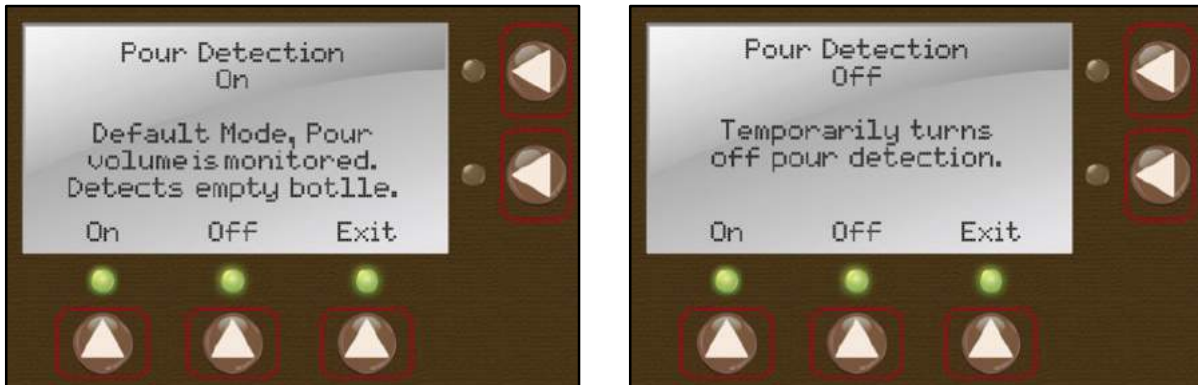 Pour Detection
On
Default Mode, Pour
volume is monitored.
Detects empty botlle.
On Off Exit
Pour Detection
Off
Temporarily turns
off pour detection.
On Off Exit